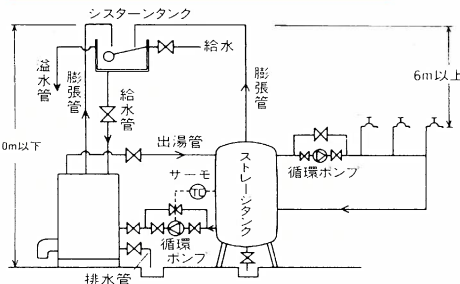 シスターンタンク
給水
溢水管
膨張管
給水管
膨張管
6m以上
0m以下
出湯管
ストレージタンク
サーモ
TC
循環ポンプ
循環ポンプ
排水管